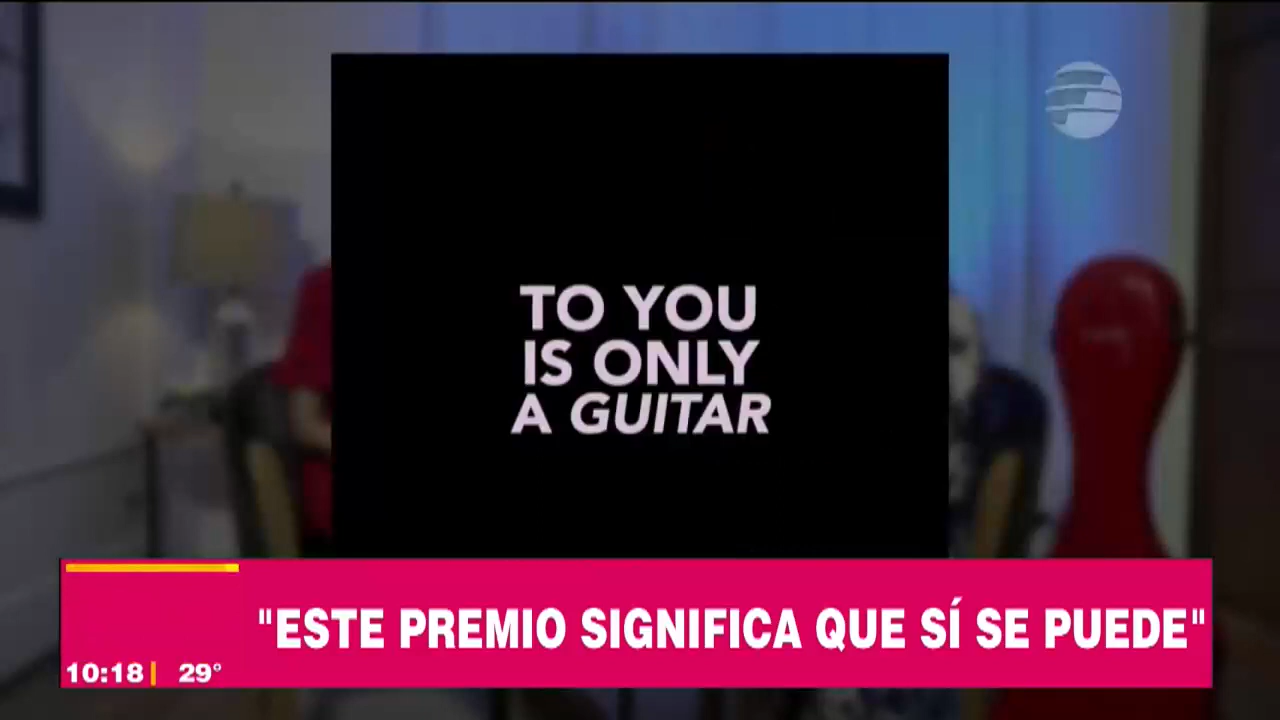 TO YOU
IS ONLY
A GUITAR
"ESTE PREMIO SIGNIFICA QUE SÍ SE PUEDE"
10:18 29°